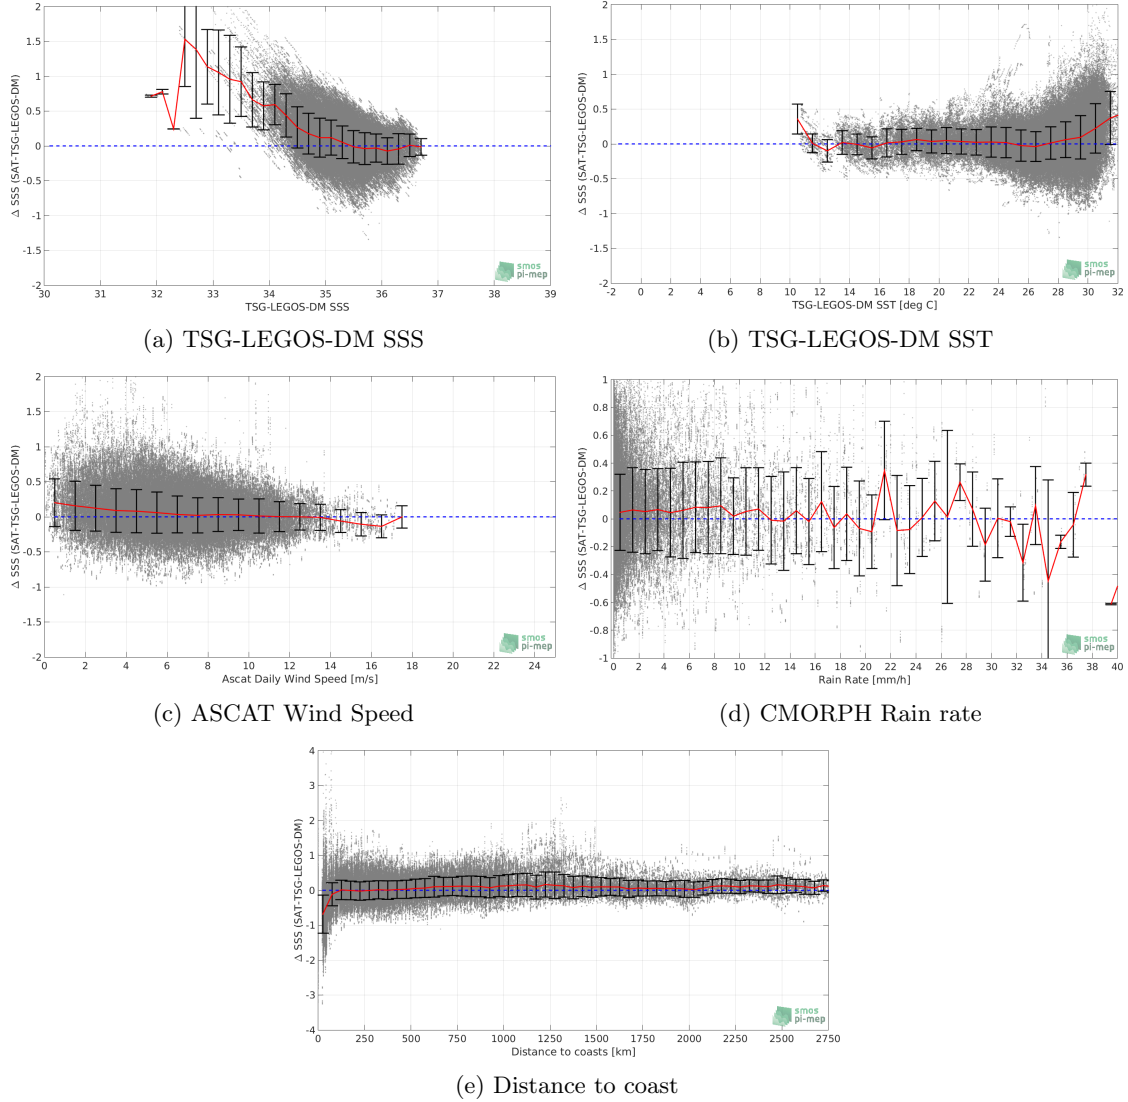 2
1.5
1
0.5
0
-0.5
-1
-1.5
-2
Δ SSS (SAT-TSG-LEGOS-DM)
30 31 32 33 34 35 36 37 38 39
TSG-LEGOS-DM SSS
smos
pi-mep
(a) TSG-LEGOS-DM SSS
2
1.5
1
0.5
0
-0.5
-1
-1.5
-2
Δ SSS (SAT-TSG-LEGOS-DM)
-2 0 2 4 6 8 10 12 14 16 18 20 22 24 26 28 30 32
TSG-LEGOS-DM SST [deg C]
smos
pi-mep
(b) TSG-LEGOS-DM SST
2
1.5
1
0.5
0
-0.5
-1
-1.5
-2
Δ SSS (SAT-TSG-LEGOS-DM)
0 2 4 6 8 10 12 14 16 18 20 22 24
Ascat Daily Wind Speed [m/s]
smos
pi-mep
(c) ASCAT Wind Speed
1
0.8
0.6
0.4
0.2
0
-0.2
-0.4
-0.6
-0.8
-1
Δ SSS (SAT-TSG-LEGOS-DM)
0 2 4 6 8 10 12 14 16 18 20 22 24 26 28 30 32 34 36 38 40
Rain Rate [mm/h]
smos
pi-mep
(d) CMORPH Rain rate
4
3
2
1
0
-1
-2
-3
-4
Δ SSS (SAT-TSG-LEGOS-DM)
0 250 500 750 1000 1250 1500 1750 2000 2250 2500 2750
Distance to coasts [km]
smos
pi-mep
(e) Distance to coast